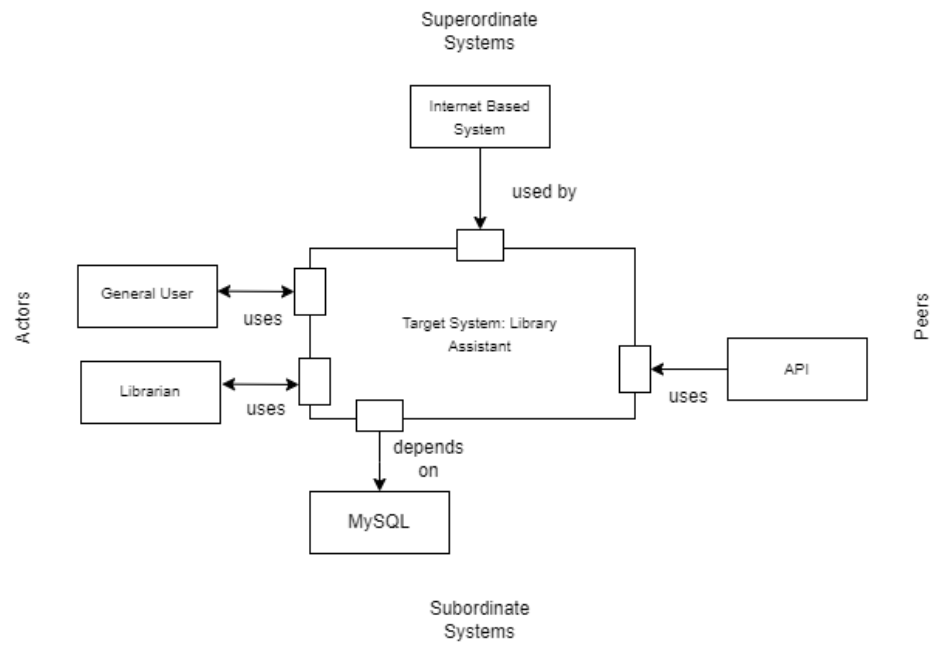 Superordinate
Systems
Internet Based
System
used by
General User
uses
Actors
Target System: Library
Assistant
Peers
API
uses
Librarian
uses
depends
on
MySQL
Subordinate
Systems